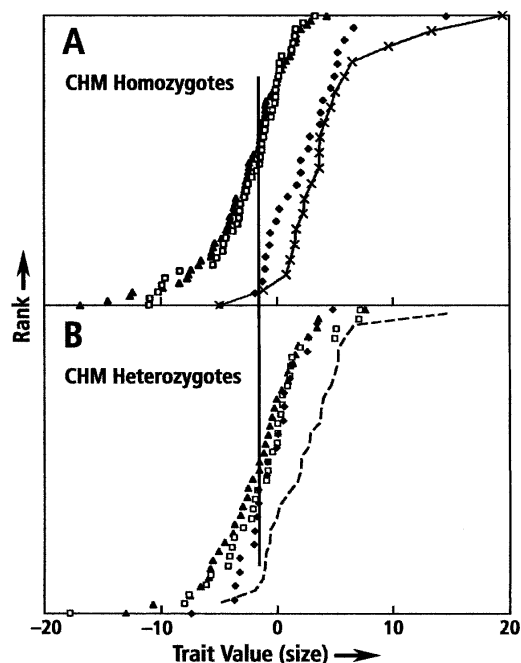 A
CHM Homozygotes
Rank
B
CHM Heterozygotes
−20 −10 0 10 20
Trait Value (size)